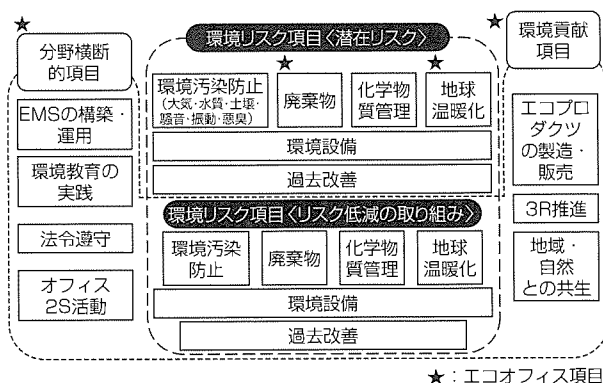 ★
分野横断
的項目
EMSの構築・
運用
環境教育の
実践
法令遵守
オフィス
2S活動
環境リスク項目〈潜在リスク〉
環境汚染防止
(大気・水質・土壌・
騒音・振動・悪臭)
★
廃棄物
化学物
質管理
★
地球
温暖化
環境設備
過去改善
環境リスク項目〈リスク低減の取り組み〉
環境汚染
防止
廃棄物
化学物
質管理
地球
温暖化
環境設備
過去改善
★
環境貢献
項目
エコプロ
ダクツ
の製造・
販売
3R推進
地域・
自然
との共生
★：エコオフィス項目